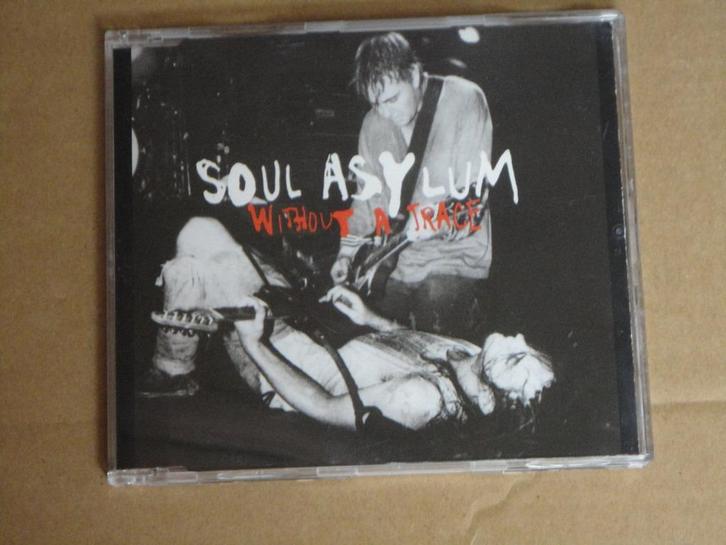 SOUL ASYLUM
WITHOUT A TRACE